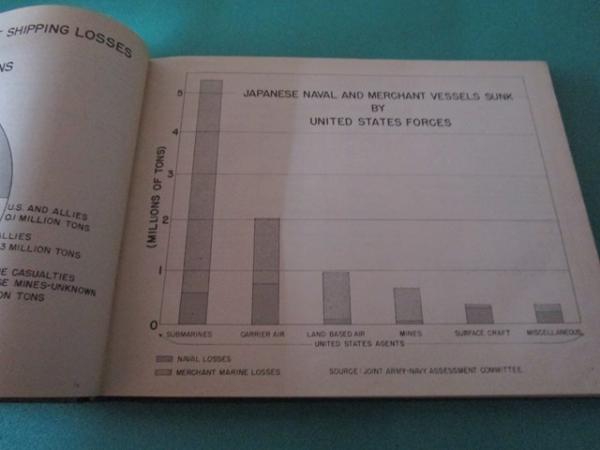 T SHIPPING LOSSES
NS
U.S. AND ALLIES
0.1 MILLION TONS
ALLIES
3 MILLION TONS
E CASUALTIES
SE MINES-UNKNOWN
ON TONS
JAPANESE NAVAL AND MERCHANT VESSELS SUNK
BY
UNITED STATES FORCES
(MILLIONS OF TONS)
5
4
3
2
1
0
SUBMARINES CARRIER AIR LAND BASED AIR MINES SURFACE CRAFT MISCELLANEOUS
UNITED STATES AGENTS
NAVAL LOSSES
MERCHANT MARINE LOSSES
SOURCE: JOINT ARMY-NAVY ASSESSMENT COMMITTEE